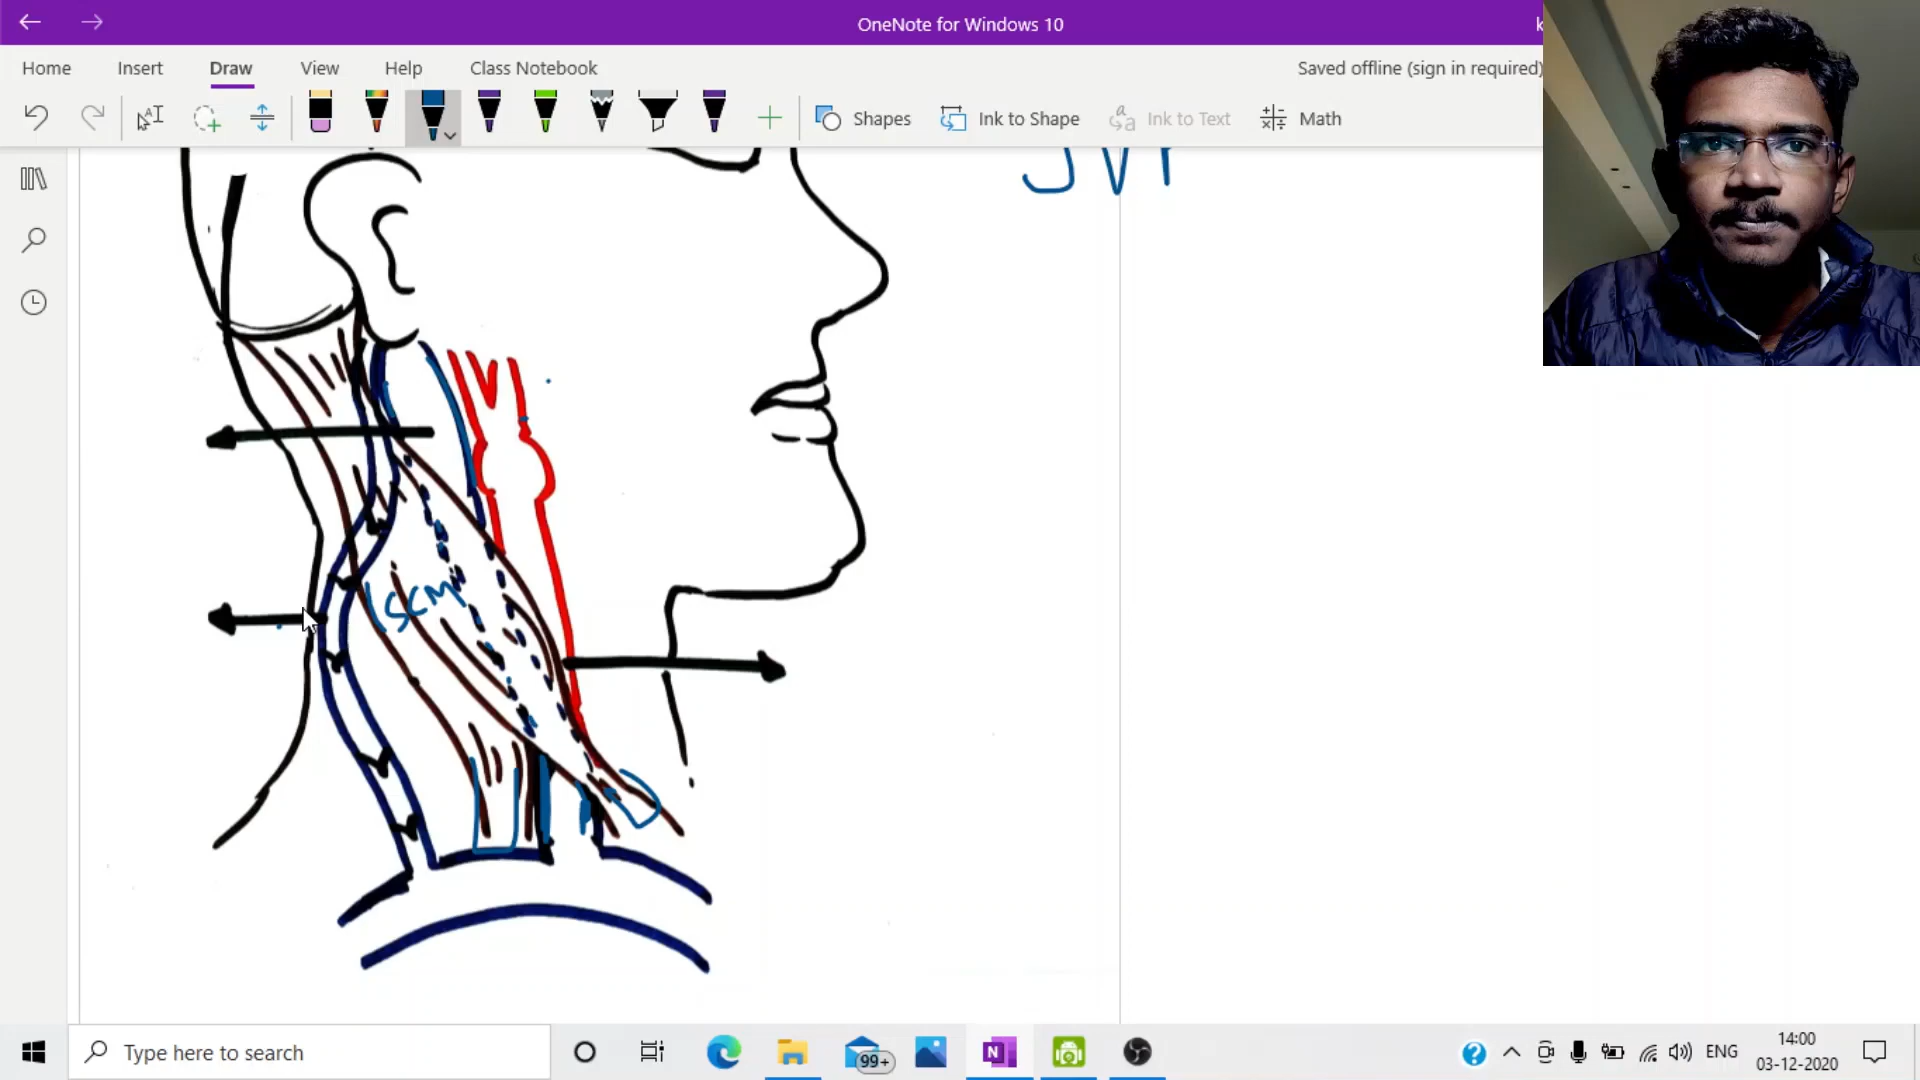 OneNote for Windows 10
Home Insert Draw View Help Class Notebook
Saved offline (sign in required)
Shapes Ink to Shape Ink to Text Math
JVP
SCM
Type here to search
99+
ENG
14:00
03-12-2020